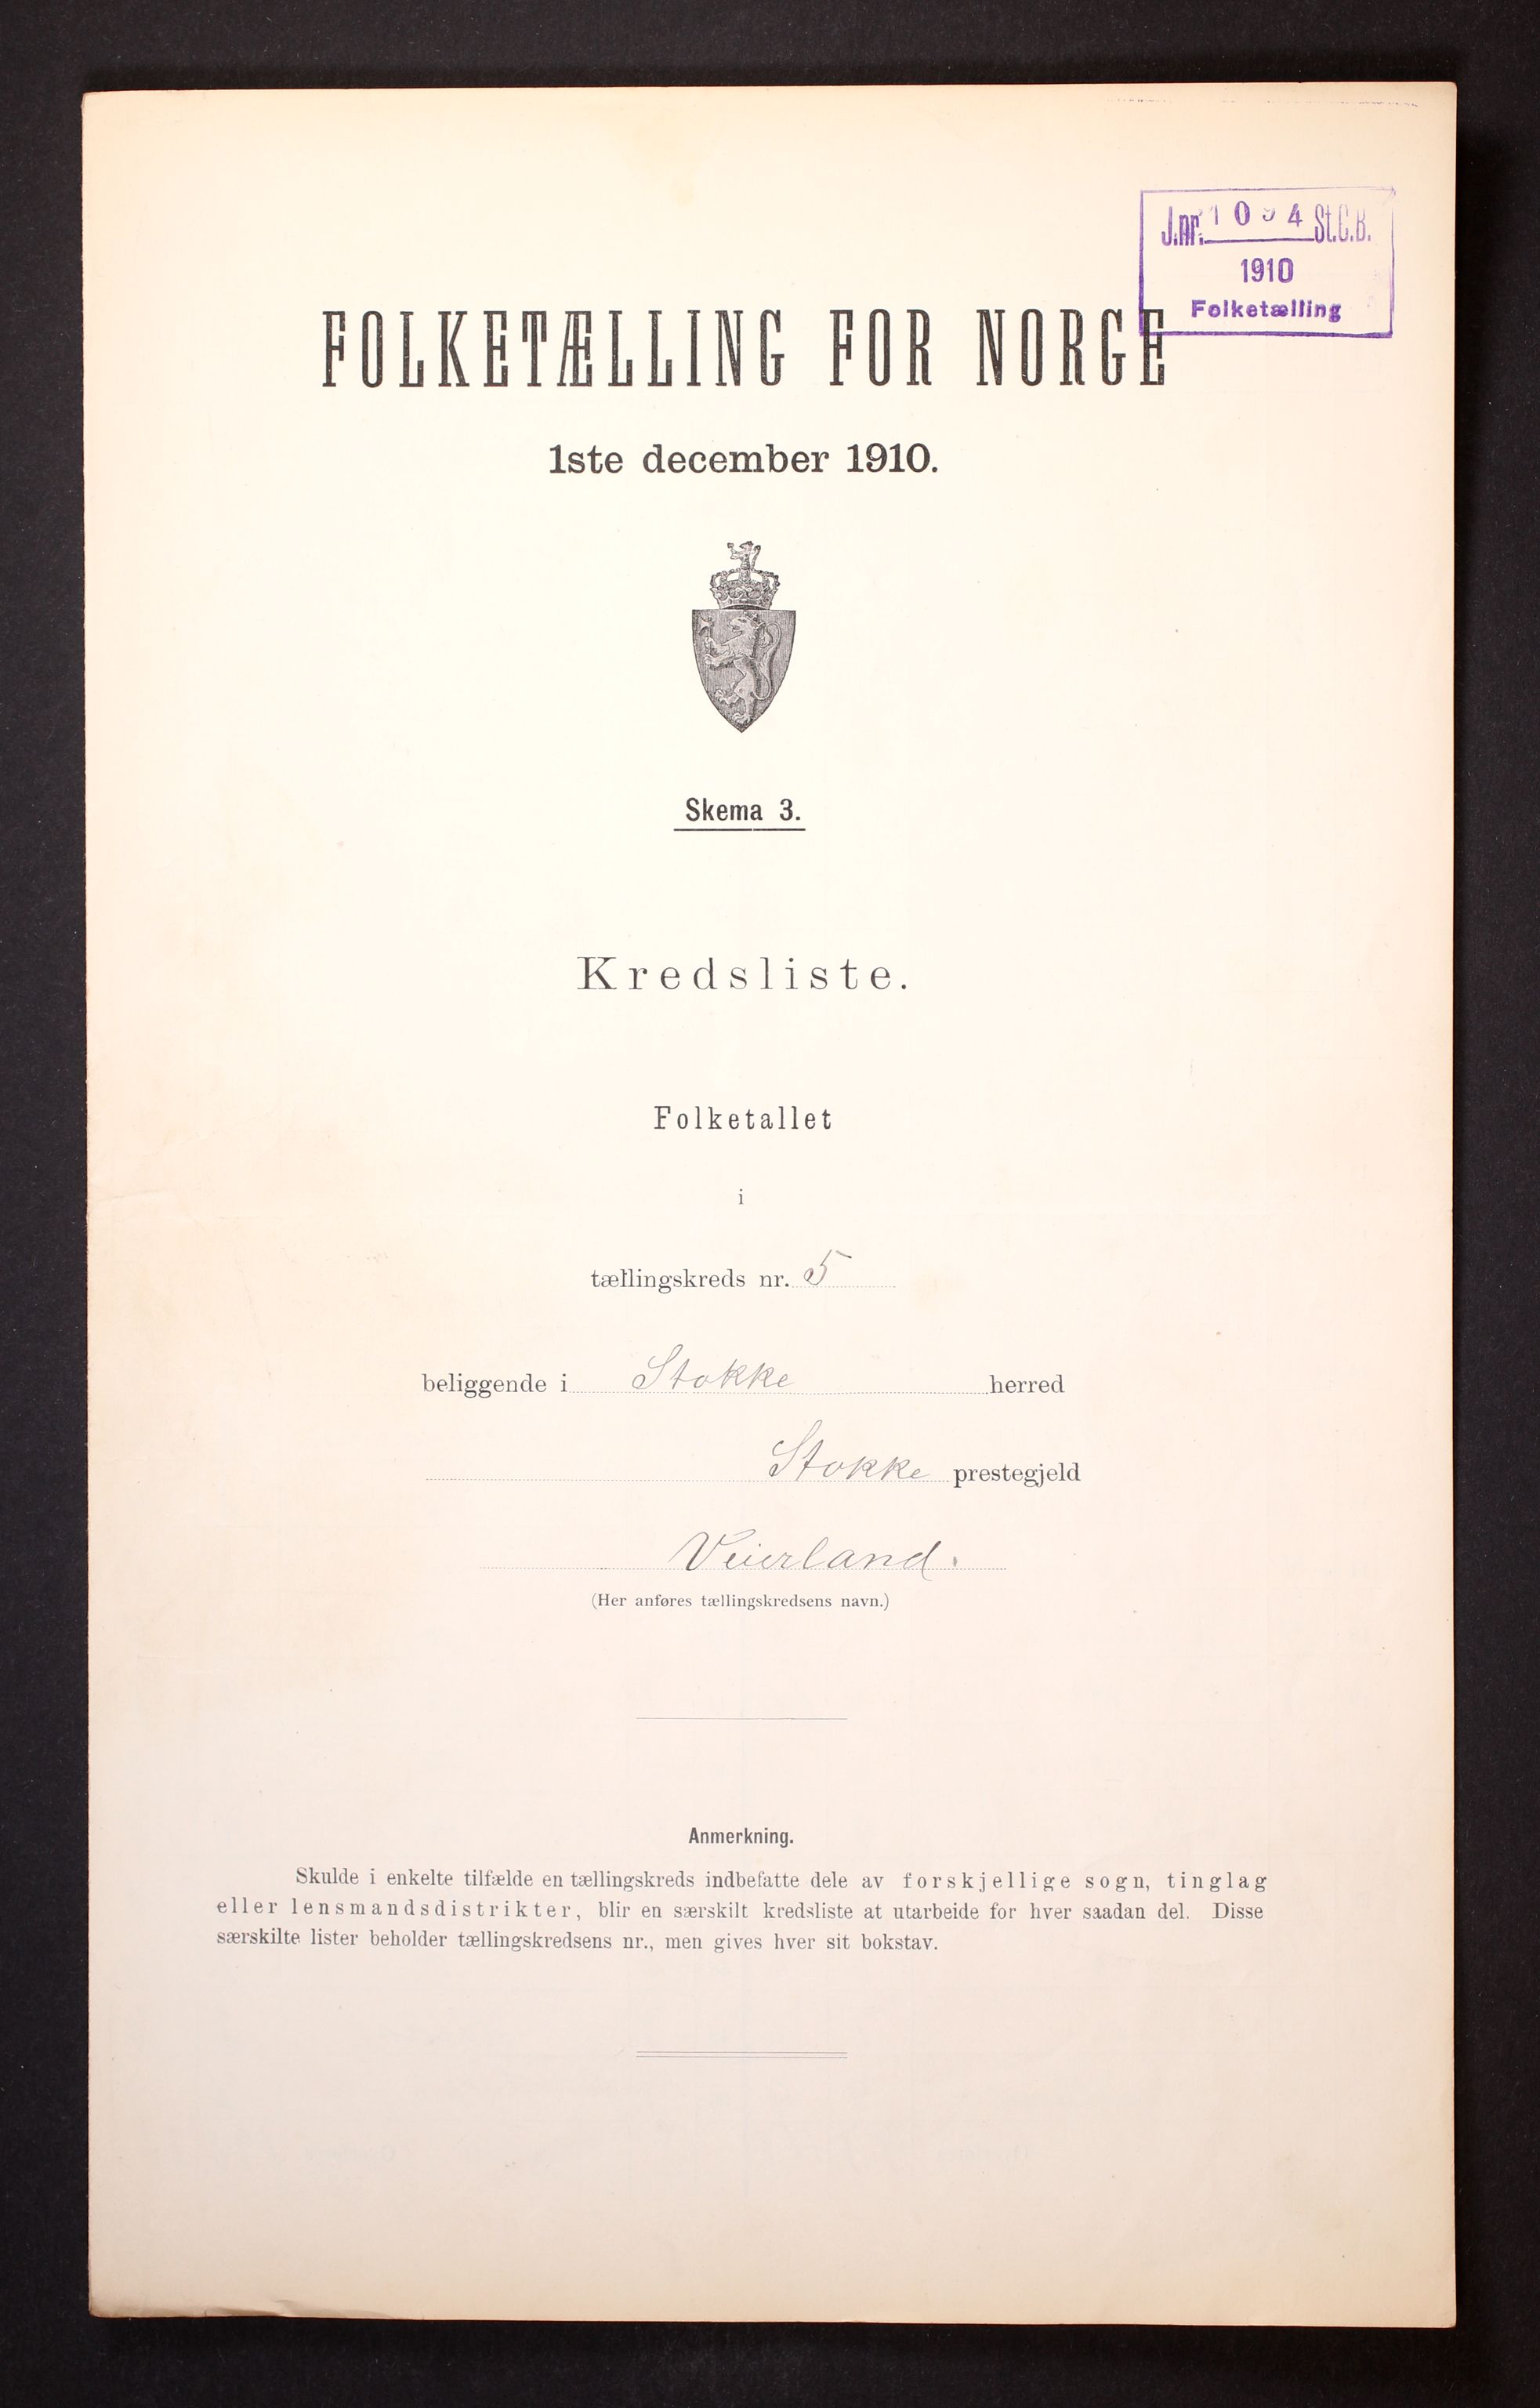 J.nr. St.C.B.
1910
Folketælling
FOLKETÆLLING FOR NORGE
1ste december 1910.
Skema 3.
Kredsliste.
Folketallet
i
tællingskreds nr. 5
beliggende i Stokke herred
Stokke prestegjeld
Veierland.
(Her anføres tællingskredsens navn.)
Anmerkning.
Skulde i enkelte tilfælde en tællingskreds indbefatte dele av forskjellige sogn, tinglag
eller lensmandsdistrikter, blir en særskilt kredsliste at utarbeide for hver saadan del. Disse
særskilte lister beholder tællingskredsens nr., men gives hver sit bokstav.